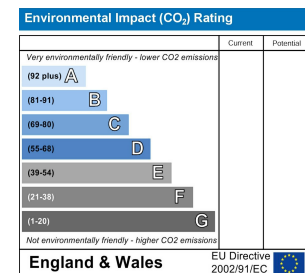 Environmental Impact (CO₂) Rating
Current Potential
Very environmentally friendly - lower CO2 emissions
(92 plus) A
(81-91) B
(69-80) C
(55-68) D
(39-54) E
(21-38) F
(1-20) G
Not environmentally friendly - higher CO2 emissions
England & Wales
EU Directive
2002/91/EC